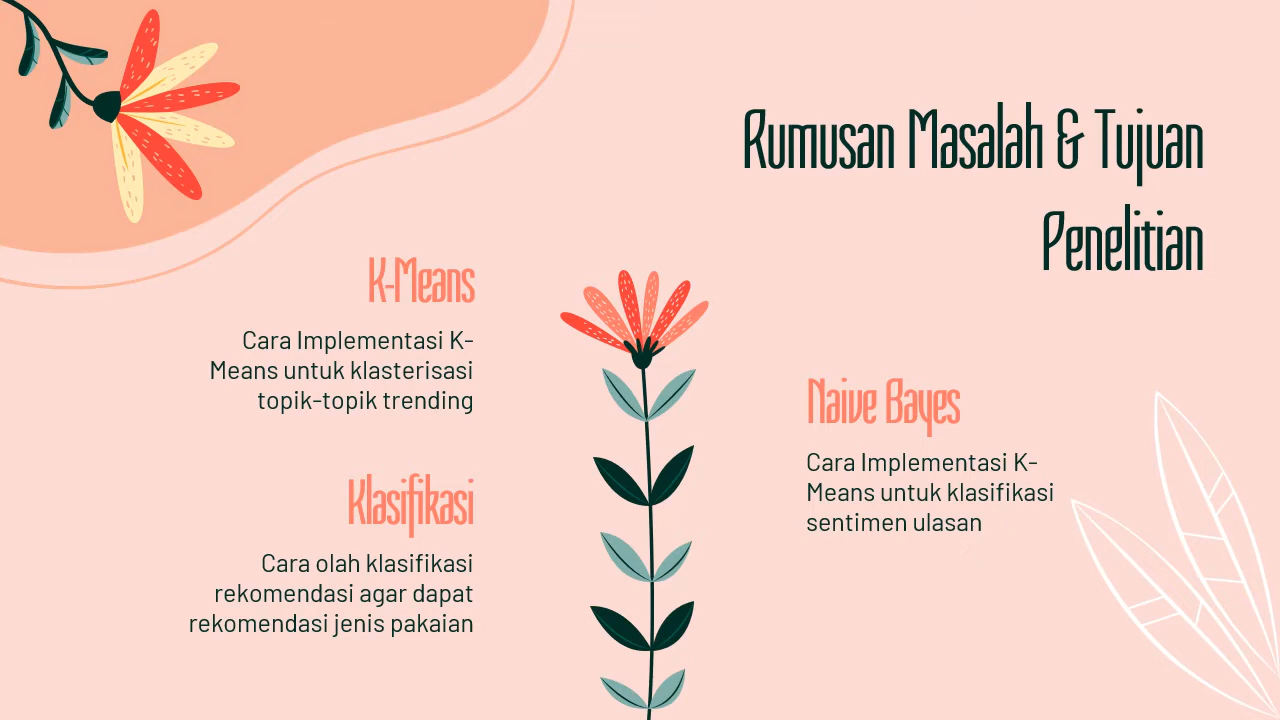 Rumusan Masalah & Tujuan
Penelitian
K-Means
Cara Implementasi K-
Means untuk klasterisasi
topik-topik trending
Klasifikasi
Cara olah klasifikasi
rekomendasi agar dapat
rekomendasi jenis pakaian
Naive Bayes
Cara Implementasi K-
Means untuk klasifikasi
sentimen ulasan